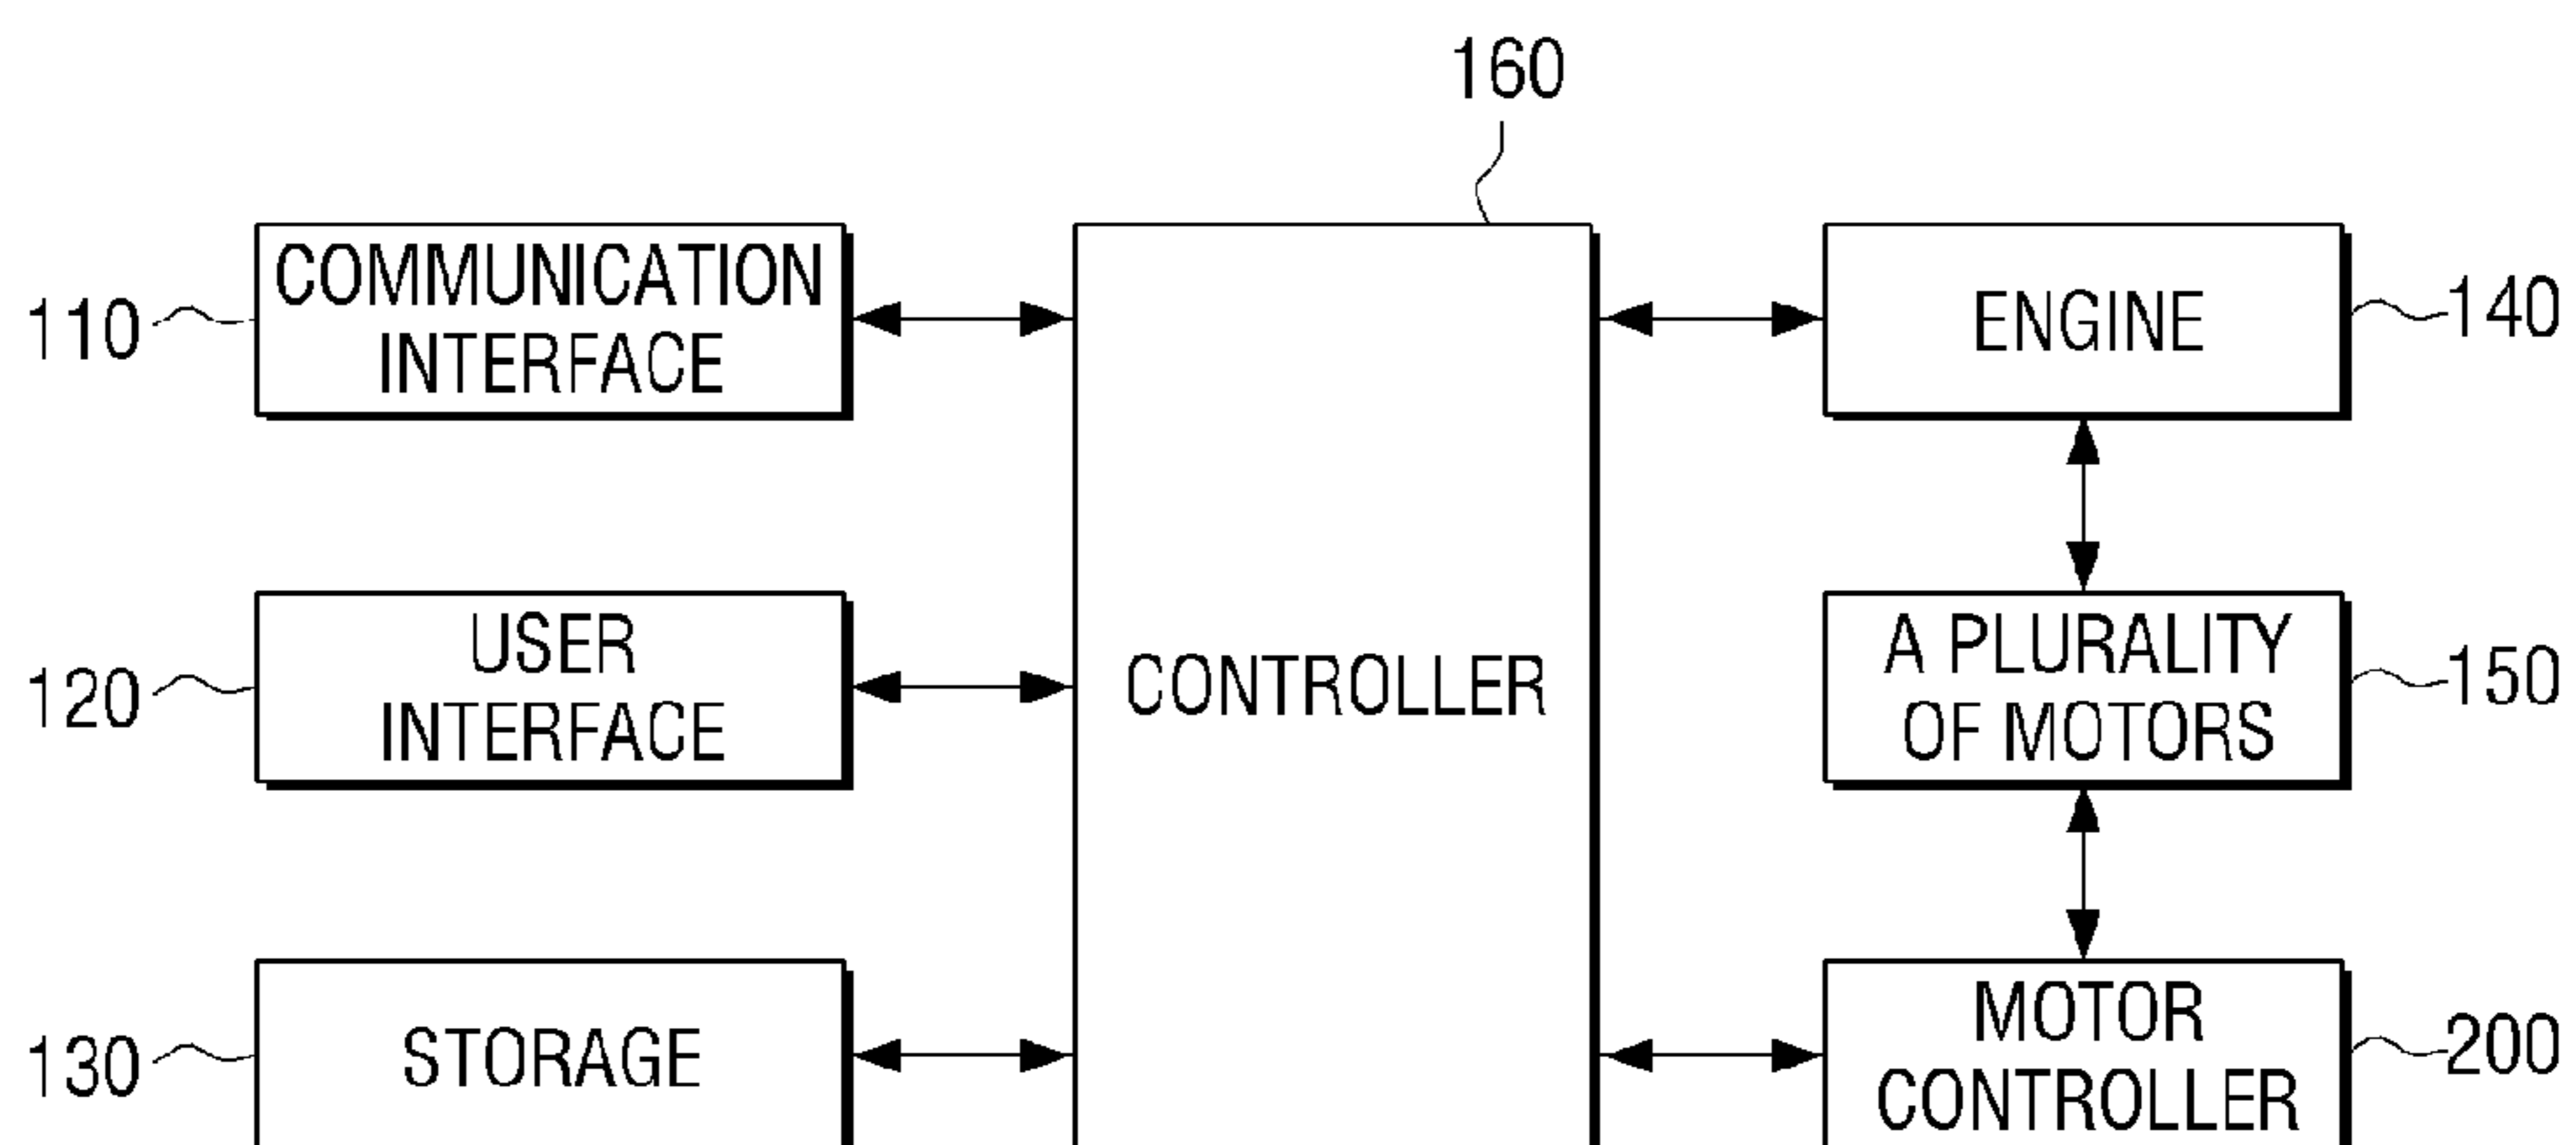 160
COMMUNICATION
INTERFACE
110
ENGINE
140
USER
INTERFACE
120
CONTROLLER
A PLURALITY
OF MOTORS
150
STORAGE
130
MOTOR
CONTROLLER
200